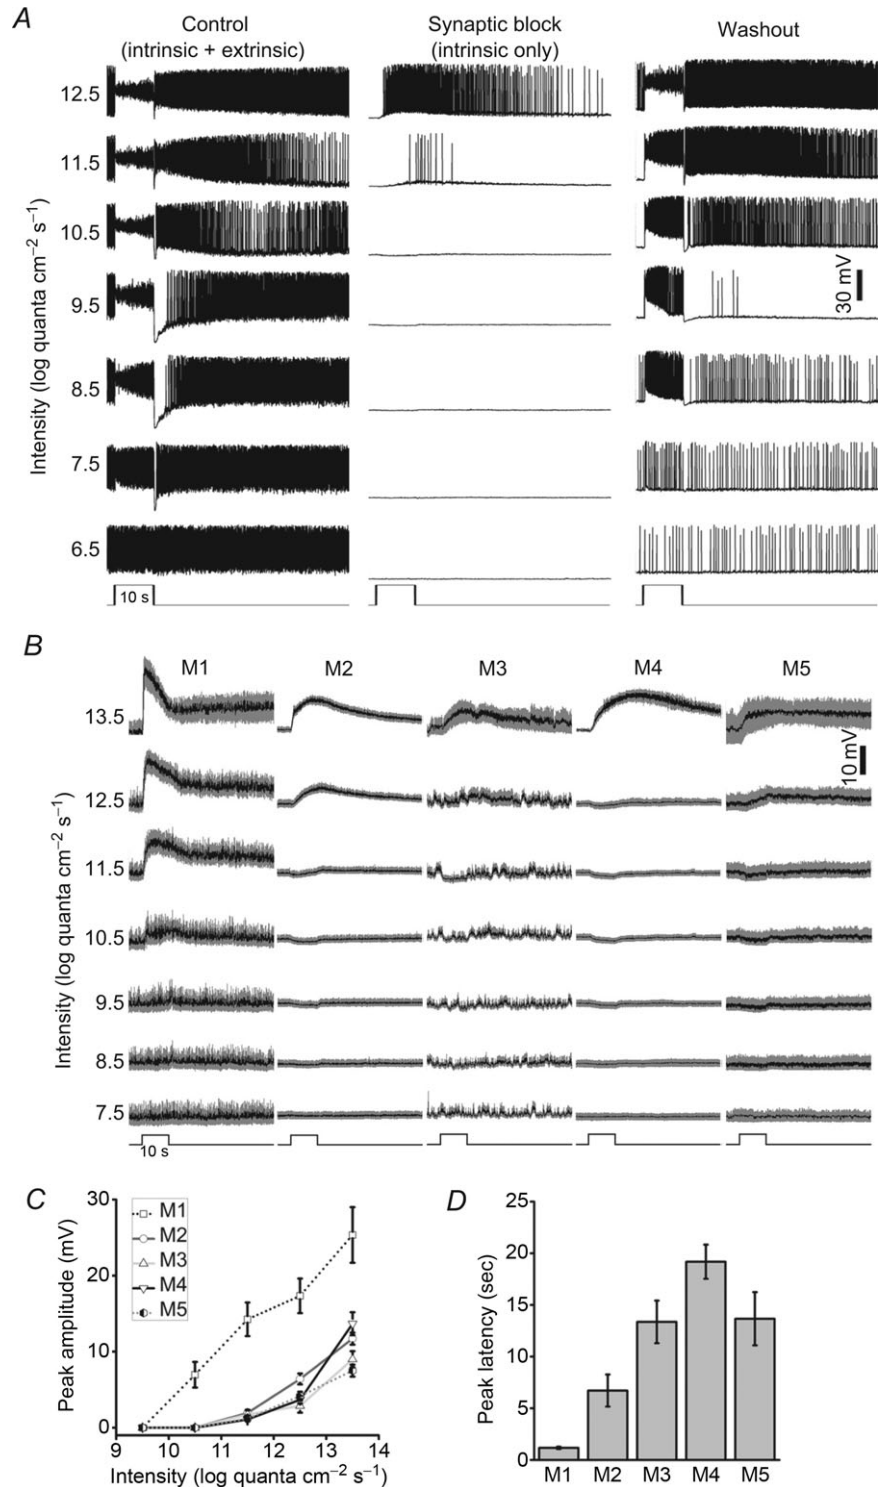 A
Control
(intrinsic + extrinsic)
Synaptic block
(intrinsic only)
Washout
Intensity (log quanta cm⁻² s⁻¹)
12.5
11.5
10.5
9.5
8.5
7.5
6.5
30 mV
10 s
B
M1
M2
M3
M4
M5
Intensity (log quanta cm⁻² s⁻¹)
13.5
12.5
11.5
10.5
9.5
8.5
7.5
10 mV
10 s
C
Peak amplitude (mV)
30
20
10
0
M1
M2
M3
M4
M5
9 10 11 12 13 14
Intensity (log quanta cm⁻² s⁻¹)
D
Peak latency (sec)
25
20
15
10
5
0
M1 M2 M3 M4 M5